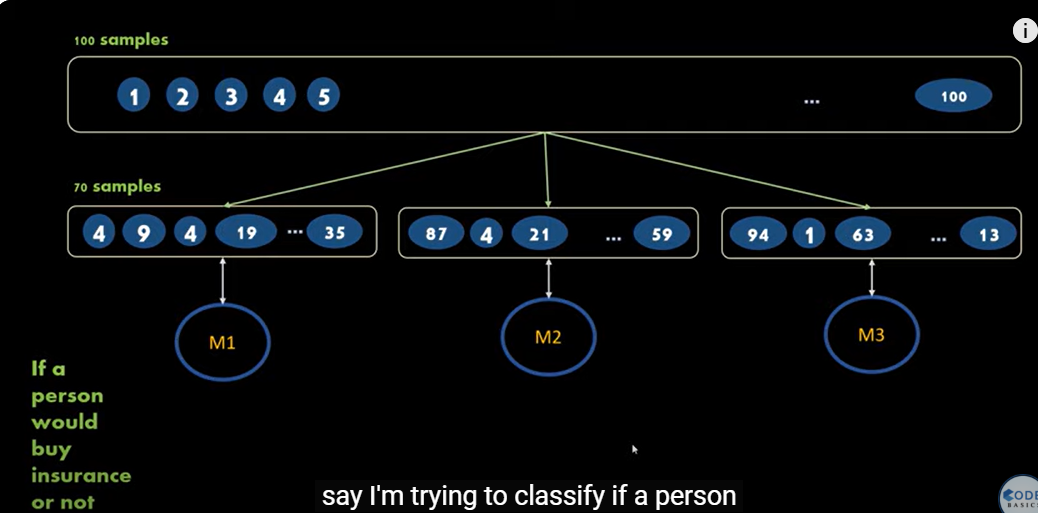 100 samples
1 2 3 4 5 ... 100
70 samples
4 9 4 19 ... 35
87 4 21 ... 59
94 1 63 ... 13
M1
M2
M3
If a
person
would
buy
insurance
or not
say I'm trying to classify if a person
i